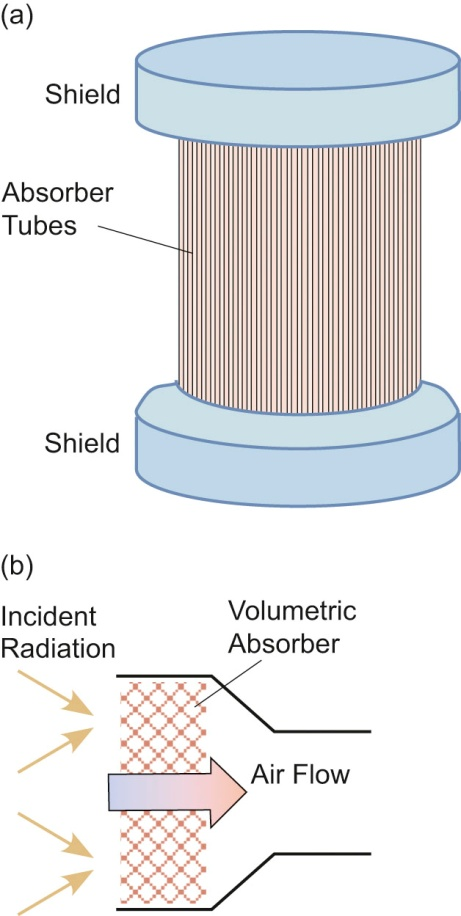 (a)
Shield
Absorber
Tubes
Shield
(b)
Incident
Radiation
Volumetric
Absorber
Air Flow